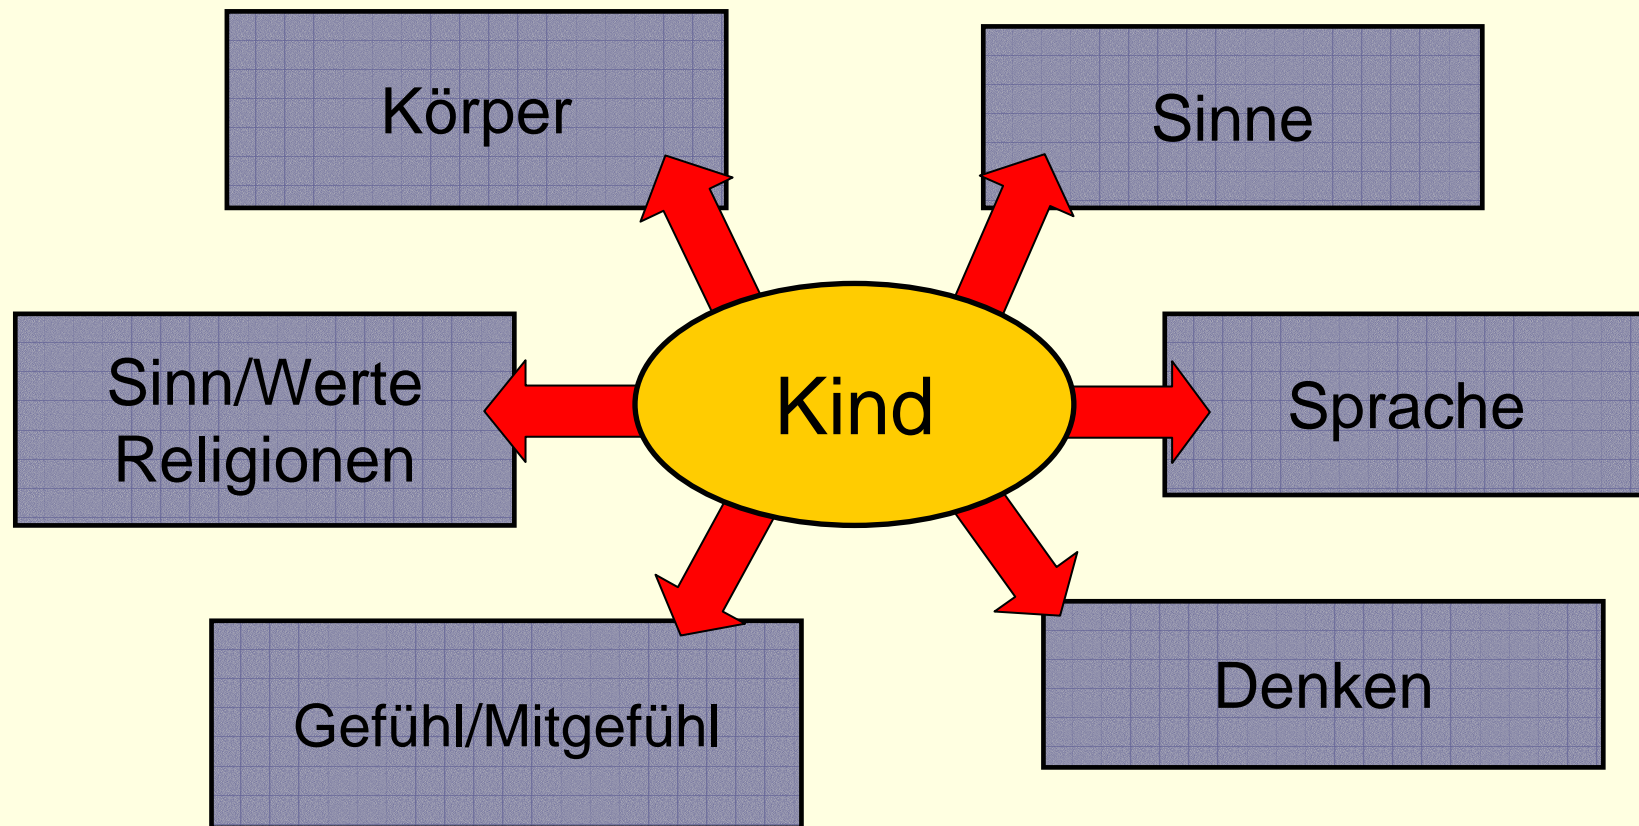 Körper
Sinne
Sinn/Werte
Religionen
Kind
Sprache
Gefühl/Mitgefühl
Denken